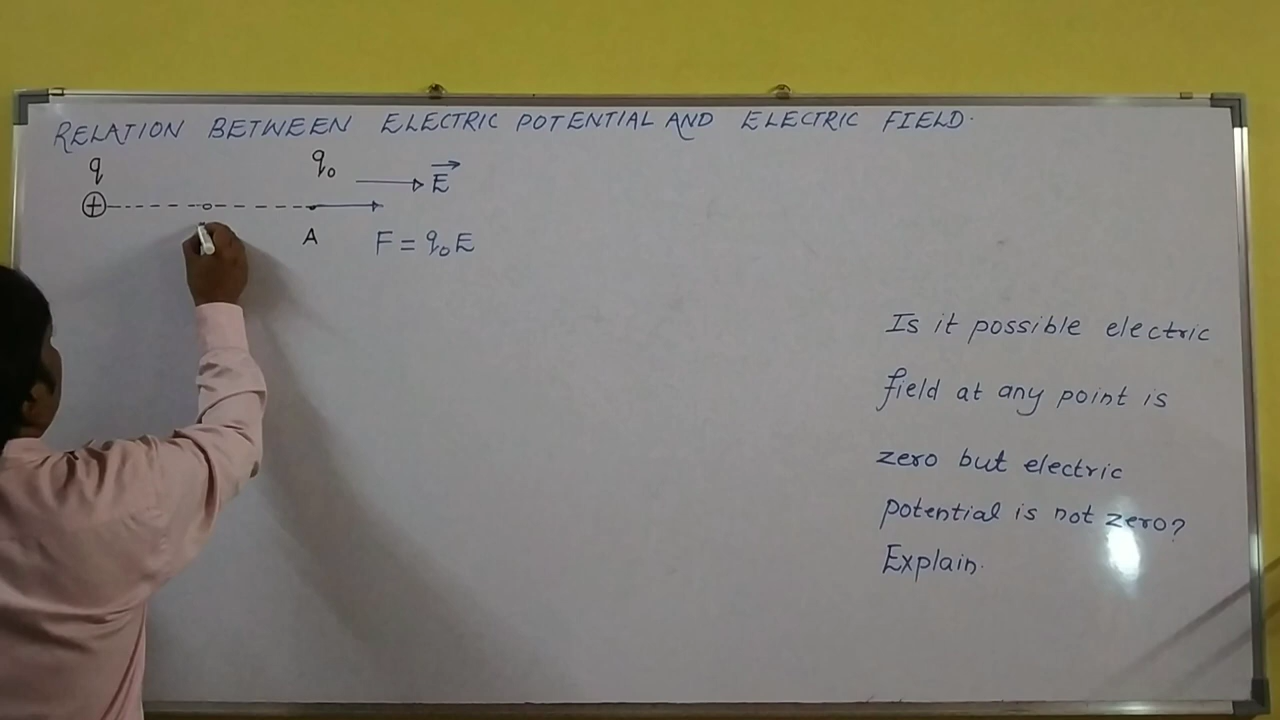 RELATION BETWEEN ELECTRIC POTENTIAL AND ELECTRIC FIELD.
q
q₀
E⃗
+
A
F = q₀E
Is it possible electric
field at any point is
zero but electric
potential is not zero?
Explain.